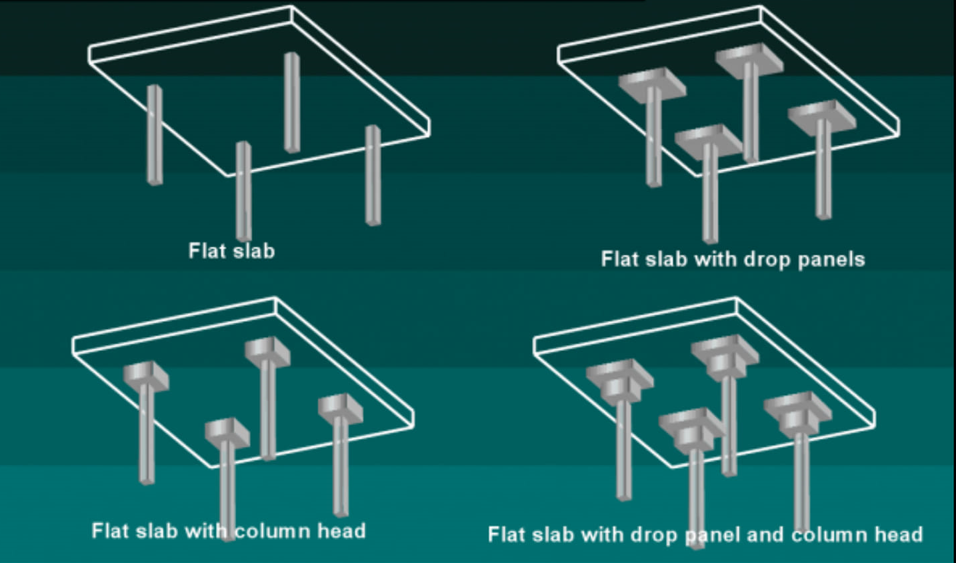 Flat slab
Flat slab with drop panels
Flat slab with column head
Flat slab with drop panel and column head